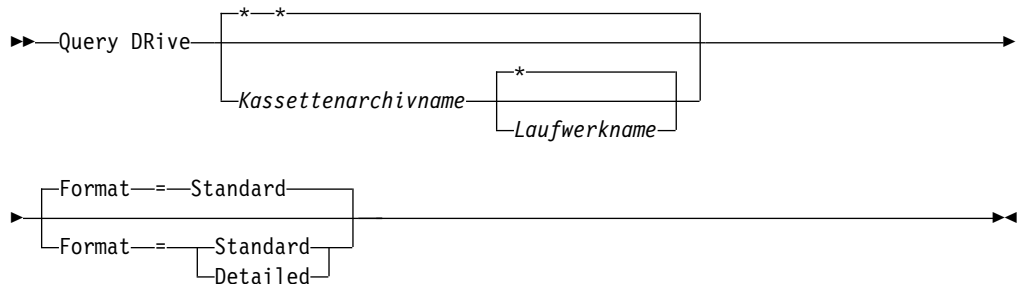 * *
Query DRive
*
Kassettenarchivname
Laufwerkname
Format = Standard
Format = Standard
Detailed